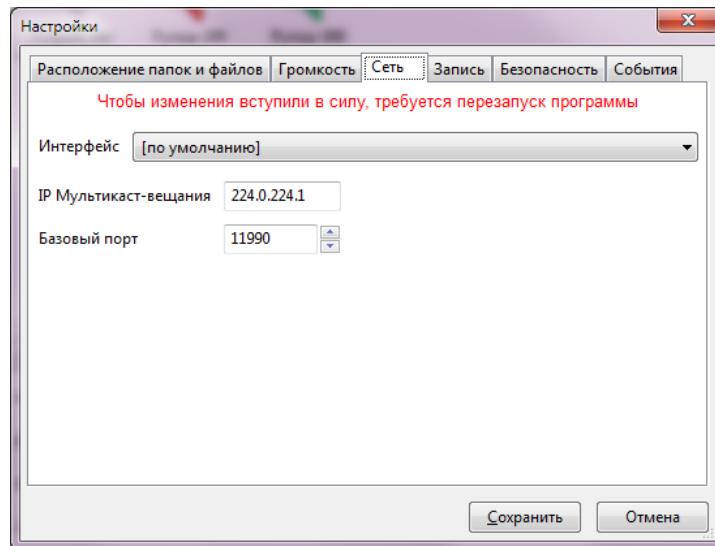 Настройки
Расположение папок и файлов Громкость Сеть Запись Безопасность События
Чтобы изменения вступили в силу, требуется перезапуск программы
Интерфейс [по умолчанию]
IP Мультикаст-вещания 224.0.224.1
Базовый порт 11990
Сохранить Отмена